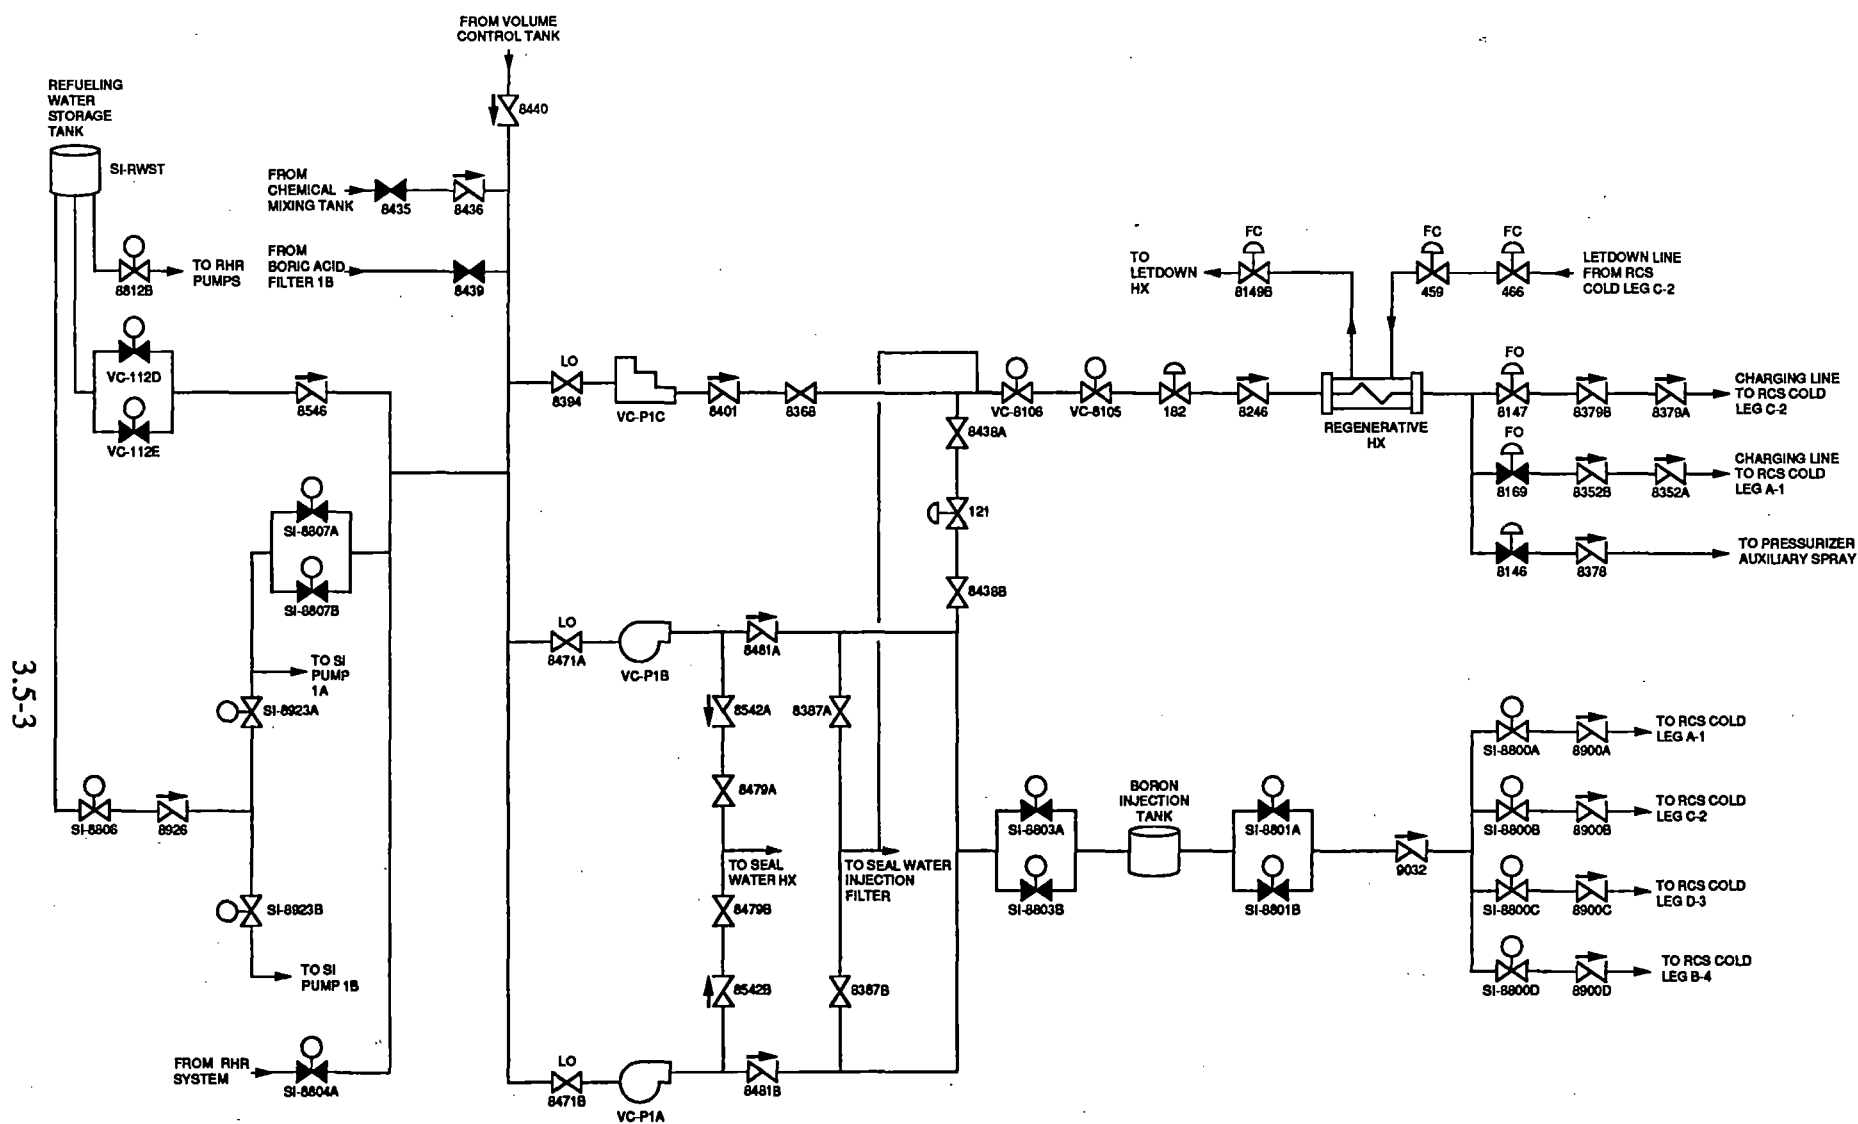 FROM VOLUME
CONTROL TANK
8440
REFUELING
WATER
STORAGE
TANK
SI-RWST
FROM
CHEMICAL
MIXING TANK
8435
8436
FROM
BORIC ACID
FILTER 1B
8439
8812B
TO RHR
PUMPS
VC-112D
VC-112E
8546
LO
8394
VC-P1C
8401
8368
VC-8106
VC-8105
182
8246
REGENERATIVE
HX
TO
LETDOWN
HX
FC
8149B
FC
459
FC
466
LETDOWN LINE
FROM RCS
COLD LEG C-2
FO
8147
8379B
8379A
CHARGING LINE
TO RCS COLD
LEG C-2
FO
8169
8352B
8352A
CHARGING LINE
TO RCS COLD
LEG A-1
8146
8378
TO PRESSURIZER
AUXILIARY SPRAY
8438A
121
8438B
SI-8807A
SI-8807B
TO SI
PUMP
1A
SI-8923A
SI-8806
8926
SI-8923B
TO SI
PUMP 1B
FROM RHR
SYSTEM
SI-8804A
LO
8471A
VC-P1B
8481A
8542A
8387A
8479A
TO SEAL
WATER HX
TO SEAL WATER
INJECTION
FILTER
8479B
8542B
8387B
LO
8471B
VC-P1A
8481B
SI-8803A
SI-8803B
BORON
INJECTION
TANK
SI-8801A
SI-8801B
9032
SI-8800A
8900A
TO RCS COLD
LEG A-1
SI-8800B
8900B
TO RCS COLD
LEG C-2
SI-8800C
8900C
TO RCS COLD
LEG D-3
SI-8800D
8900D
TO RCS COLD
LEG B-4
3.5-3